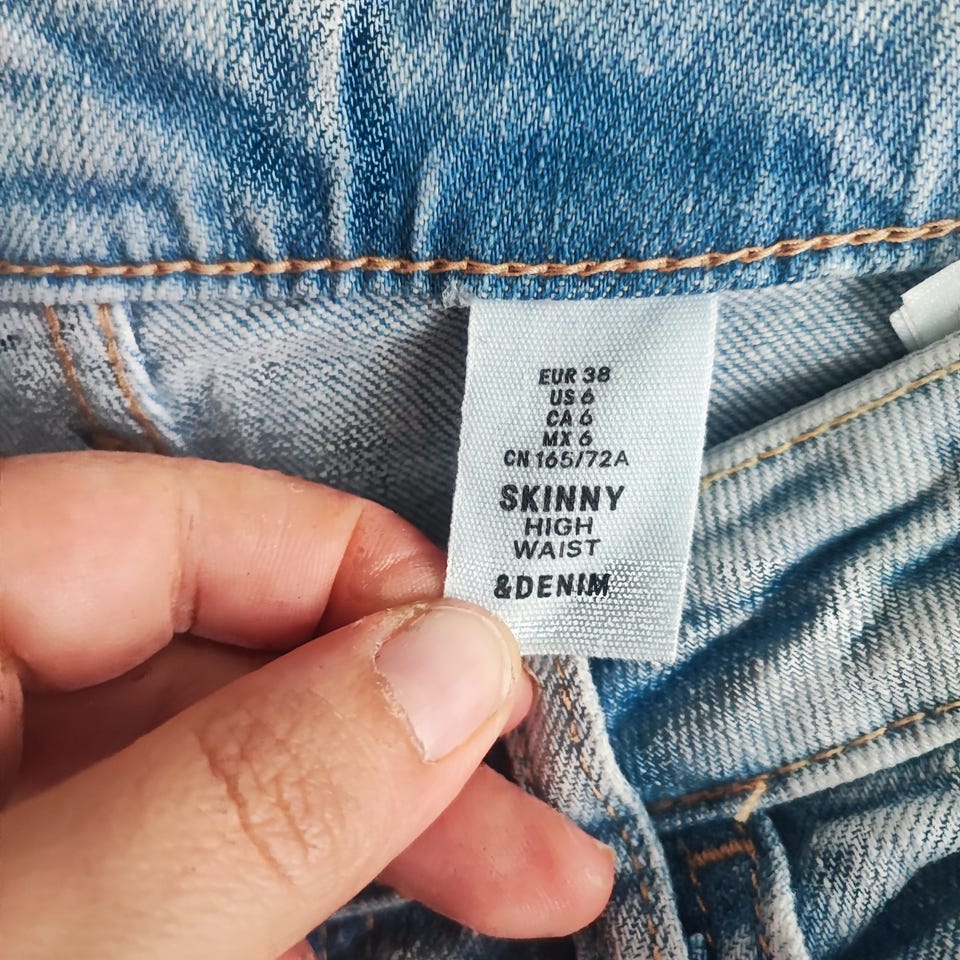 EUR 38
US 6
CA 6
MX 6
CN 165/72A
SKINNY
HIGH
WAIST
&DENIM